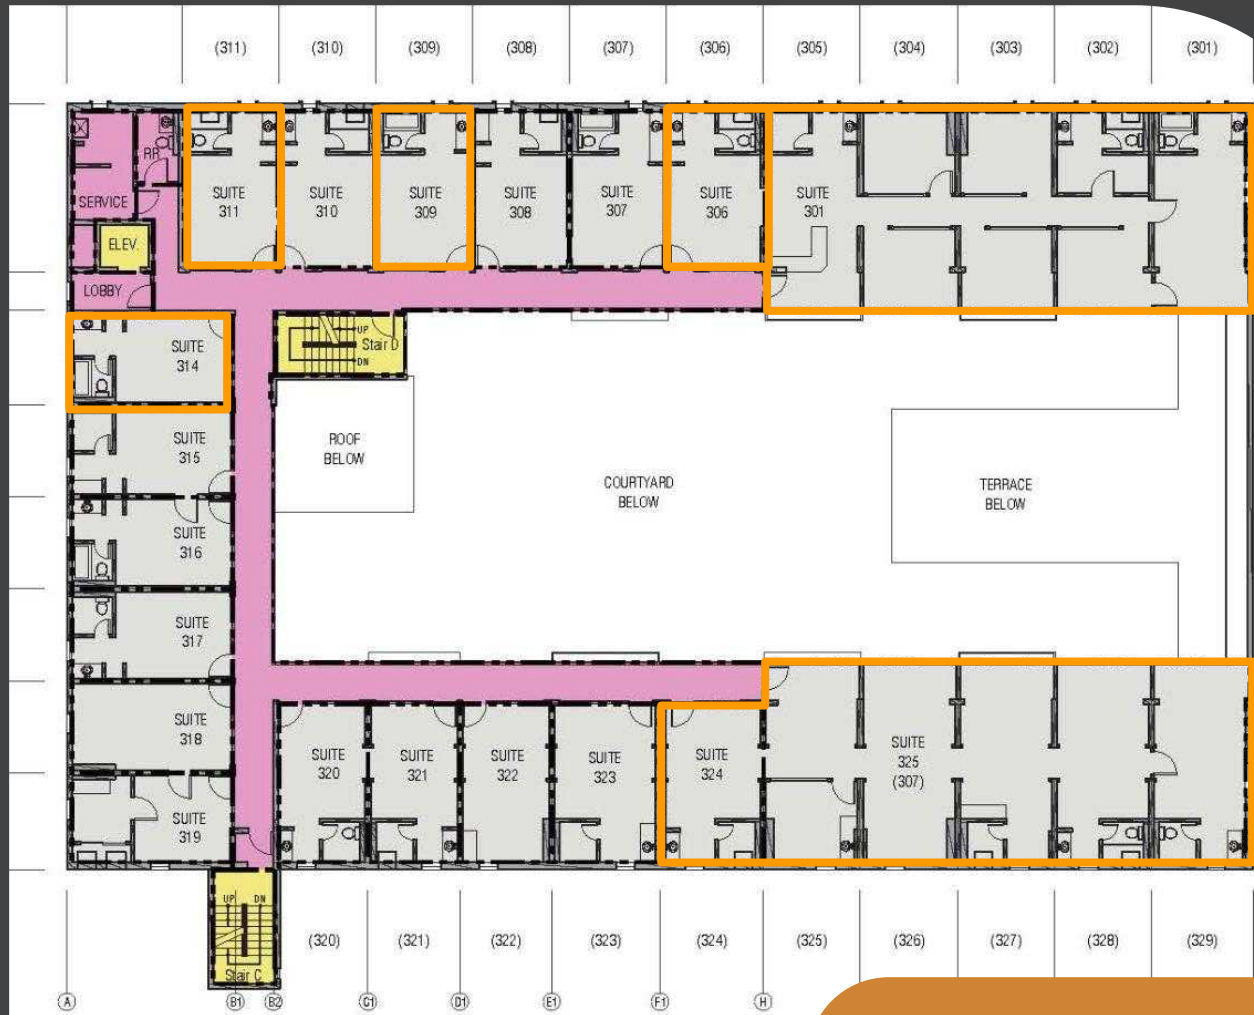 (311) (310) (309) (308) (307) (306) (305) (304) (303) (302) (301)
RR
SERVICE
SUITE
311
SUITE
310
SUITE
309
SUITE
308
SUITE
307
SUITE
306
SUITE
301
ELEV.
LOBBY
UP
Stair D
DN
SUITE
314
SUITE
315
ROOF
BELOW
COURTYARD
BELOW
TERRACE
BELOW
SUITE
316
SUITE
317
SUITE
318
SUITE
319
SUITE
320
SUITE
321
SUITE
322
SUITE
323
SUITE
324
SUITE
325
(307)
UP DN
Stair C
(320) (321) (322) (323) (324) (325) (326) (327) (328) (329)
A B1 B2 C1 D1 E1 F1 H